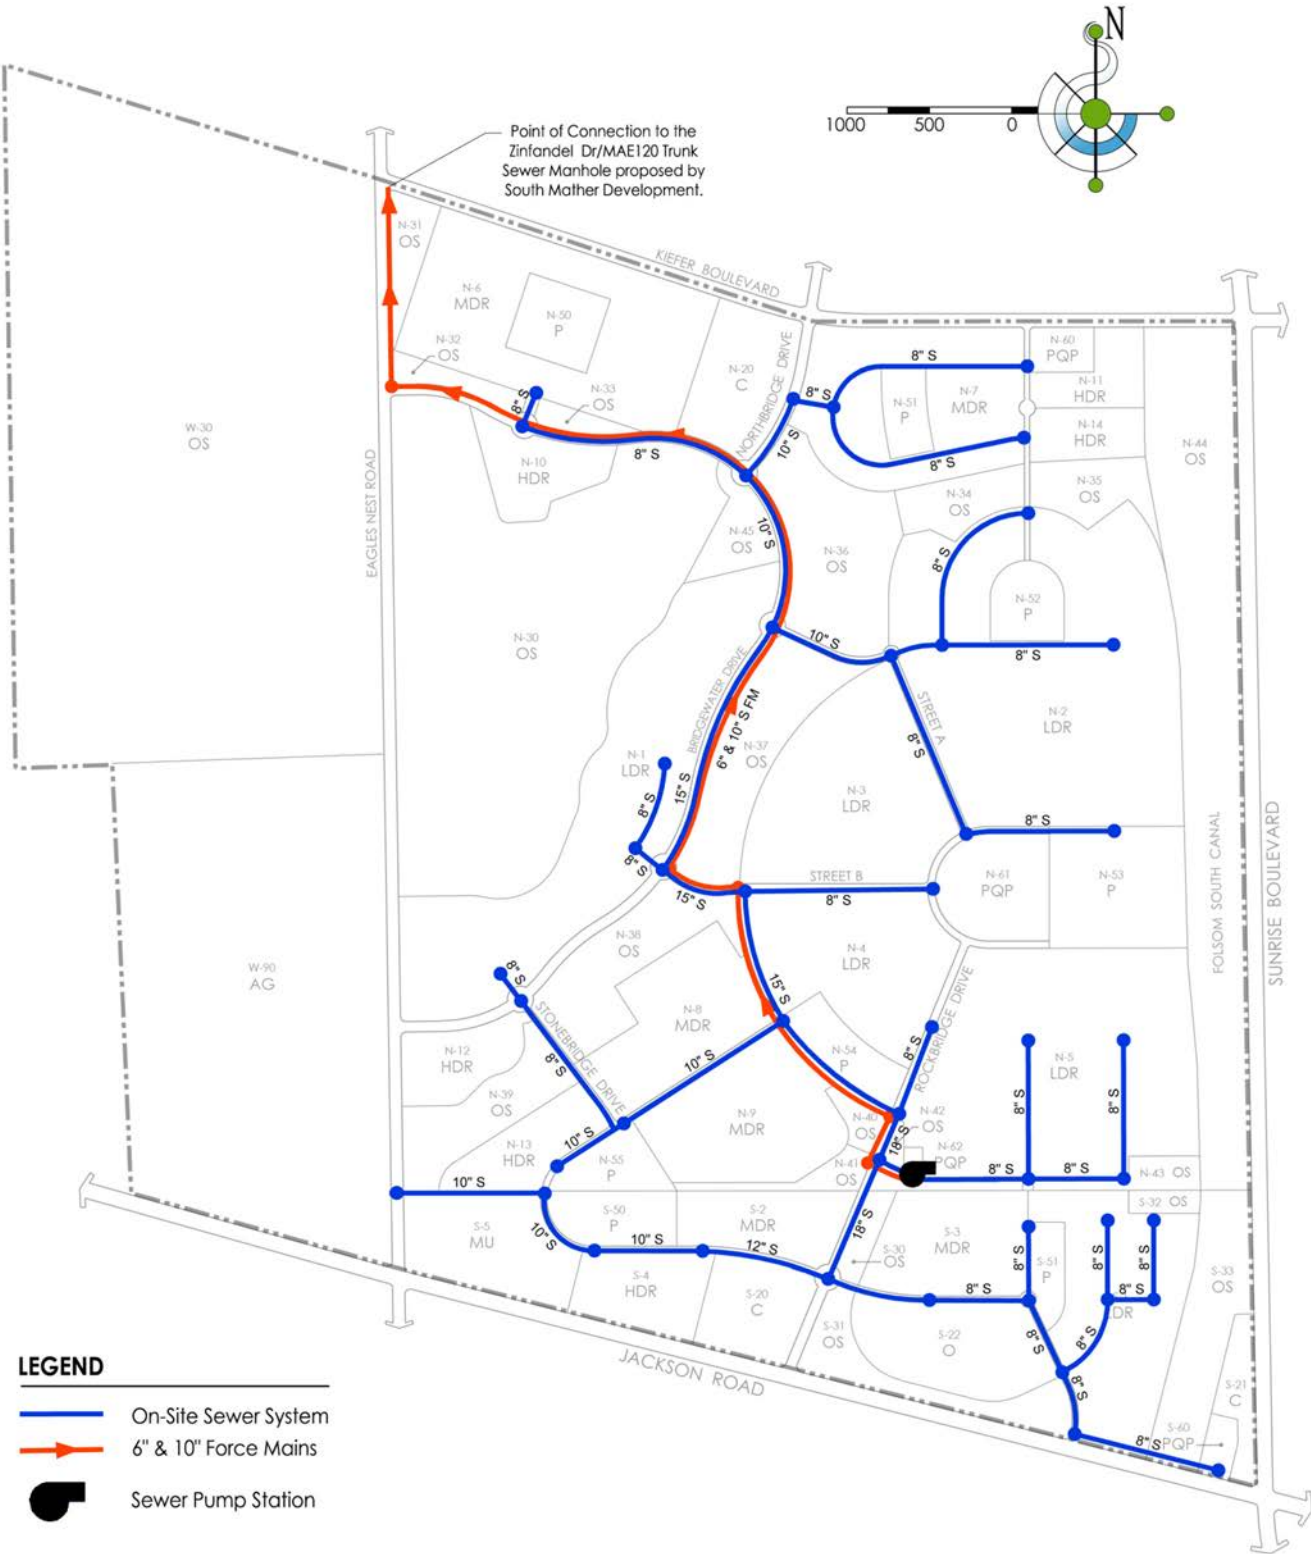 N
1000 500 0
Point of Connection to the
Zinfandel Dr/MAE120 Trunk
Sewer Manhole proposed by
South Mather Development.
N-31
OS
KIEFER BOULEVARD
N-6
MDR
N-50
P
N-32
OS
N-20
C
NORTHBRIDGE DRIVE
8" S
N-60
PQP
N-33
OS
8" S
8" S
N-51
P
N-7
MDR
N-11
HDR
W-30
OS
8" S
10" S
N-14
HDR
N-44
OS
N-10
HDR
8" S
N-35
OS
N-34
OS
EAGLES NEST ROAD
N-45
OS
10" S
N-36
OS
8" S
N-52
P
N-30
OS
10" S
8" S
BRIDGEWATER DRIVE
STREET A
N-2
LDR
6" & 10" S FM
N-37
OS
8" S
N-1
LDR
15" S
8" S
N-3
LDR
8" S
8" S
STREET B
8" S
15" S
N-61
PQP
N-53
P
FOLSOM SOUTH CANAL
SUNRISE BOULEVARD
N-38
OS
N-4
LDR
W-90
AG
8" S
STONEBRIDGE DRIVE
N-8
MDR
15" S
ROCKBRIDGE DRIVE
N-12
HDR
8" S
10" S
N-54
P
8" S
N-5
LDR
8" S
8" S
N-39
OS
N-9
MDR
N-40
OS
N-42
OS
18" S
N-13
HDR
10" S
N-55
P
N-62
PQP
N-41
OS
8" S
8" S
N-43 OS
10" S
S-32 OS
S-5
MU
10" S
S-50
P
S-2
MDR
18" S
S-3
MDR
10" S
12" S
S-30
OS
8" S
S-51
P
8" S
8" S
S-33
OS
S-4
HDR
S-20
C
8" S
8" S
LDR
S-31
OS
S-22
O
8" S
8" S
JACKSON ROAD
8" S
S-21
C
S-60
PQP
8" S
LEGEND
On-Site Sewer System
6" & 10" Force Mains
Sewer Pump Station